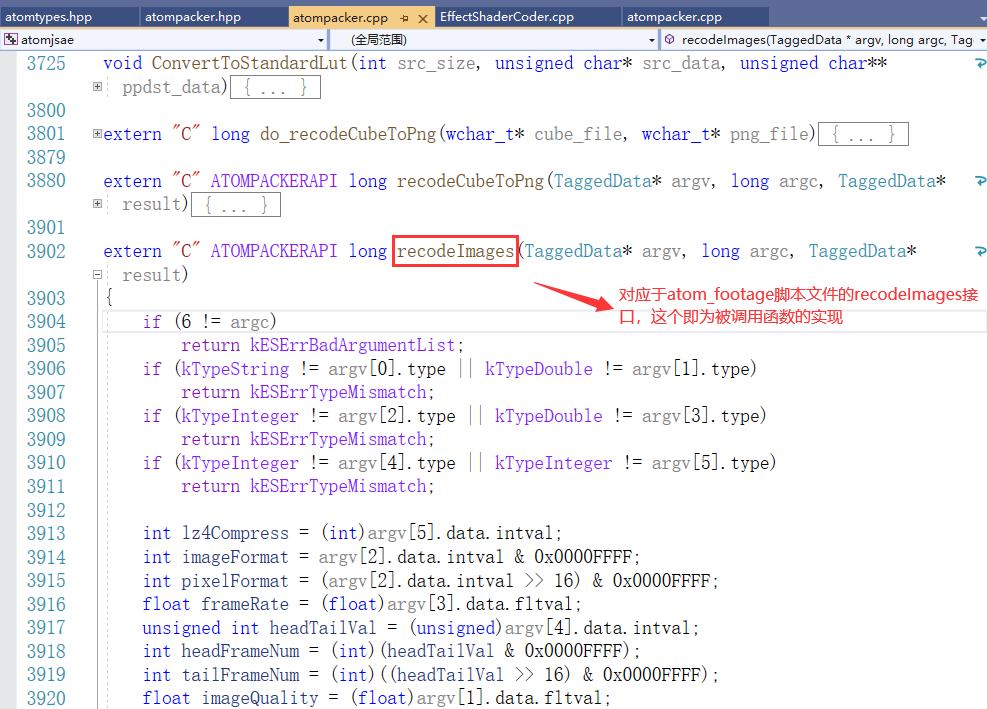 atomtypes.hpp atompacker.hpp atompacker.cpp EffectShaderCoder.cpp atompacker.cpp
atomjsae (全局范围) recodeImages(TaggedData * argv, long argc, Tag
3725 void ConvertToStandardLut(int src_size, unsigned char* src_data, unsigned char**
ppdst_data) { ... }
3800
3801 extern "C" long do_recodeCubeToPng(wchar_t* cube_file, wchar_t* png_file) { ... }
3879
3880 extern "C" ATOMPACKERAPI long recodeCubeToPng(TaggedData* argv, long argc, TaggedData*
result) { ... }
3901
3902 extern "C" ATOMPACKERAPI long recodeImages(TaggedData* argv, long argc, TaggedData*
result)
3903 {
对应于atom_footage脚本文件的recodeImages接
口，这个即为被调用函数的实现
3904 if (6 != argc)
3905 return kESErrBadArgumentList;
3906 if (kTypeString != argv[0].type || kTypeDouble != argv[1].type)
3907 return kESErrTypeMismatch;
3908 if (kTypeInteger != argv[2].type || kTypeDouble != argv[3].type)
3909 return kESErrTypeMismatch;
3910 if (kTypeInteger != argv[4].type || kTypeInteger != argv[5].type)
3911 return kESErrTypeMismatch;
3912
3913 int lz4Compress = (int)argv[5].data.intval;
3914 int imageFormat = argv[2].data.intval & 0x0000FFFF;
3915 int pixelFormat = (argv[2].data.intval >> 16) & 0x0000FFFF;
3916 float frameRate = (float)argv[3].data.fltval;
3917 unsigned int headTailVal = (unsigned)argv[4].data.intval;
3918 int headFrameNum = (int)(headTailVal & 0x0000FFFF);
3919 int tailFrameNum = (int)((headTailVal >> 16) & 0x0000FFFF);
3920 float imageQuality = (float)argv[1].data.fltval;